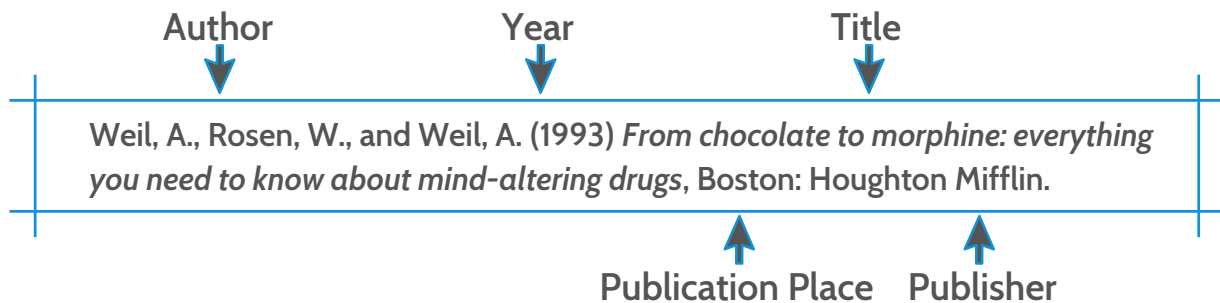 Author Year Title
Weil, A., Rosen, W., and Weil, A. (1993) From chocolate to morphine: everything
you need to know about mind-altering drugs, Boston: Houghton Mifflin.
Publication Place Publisher